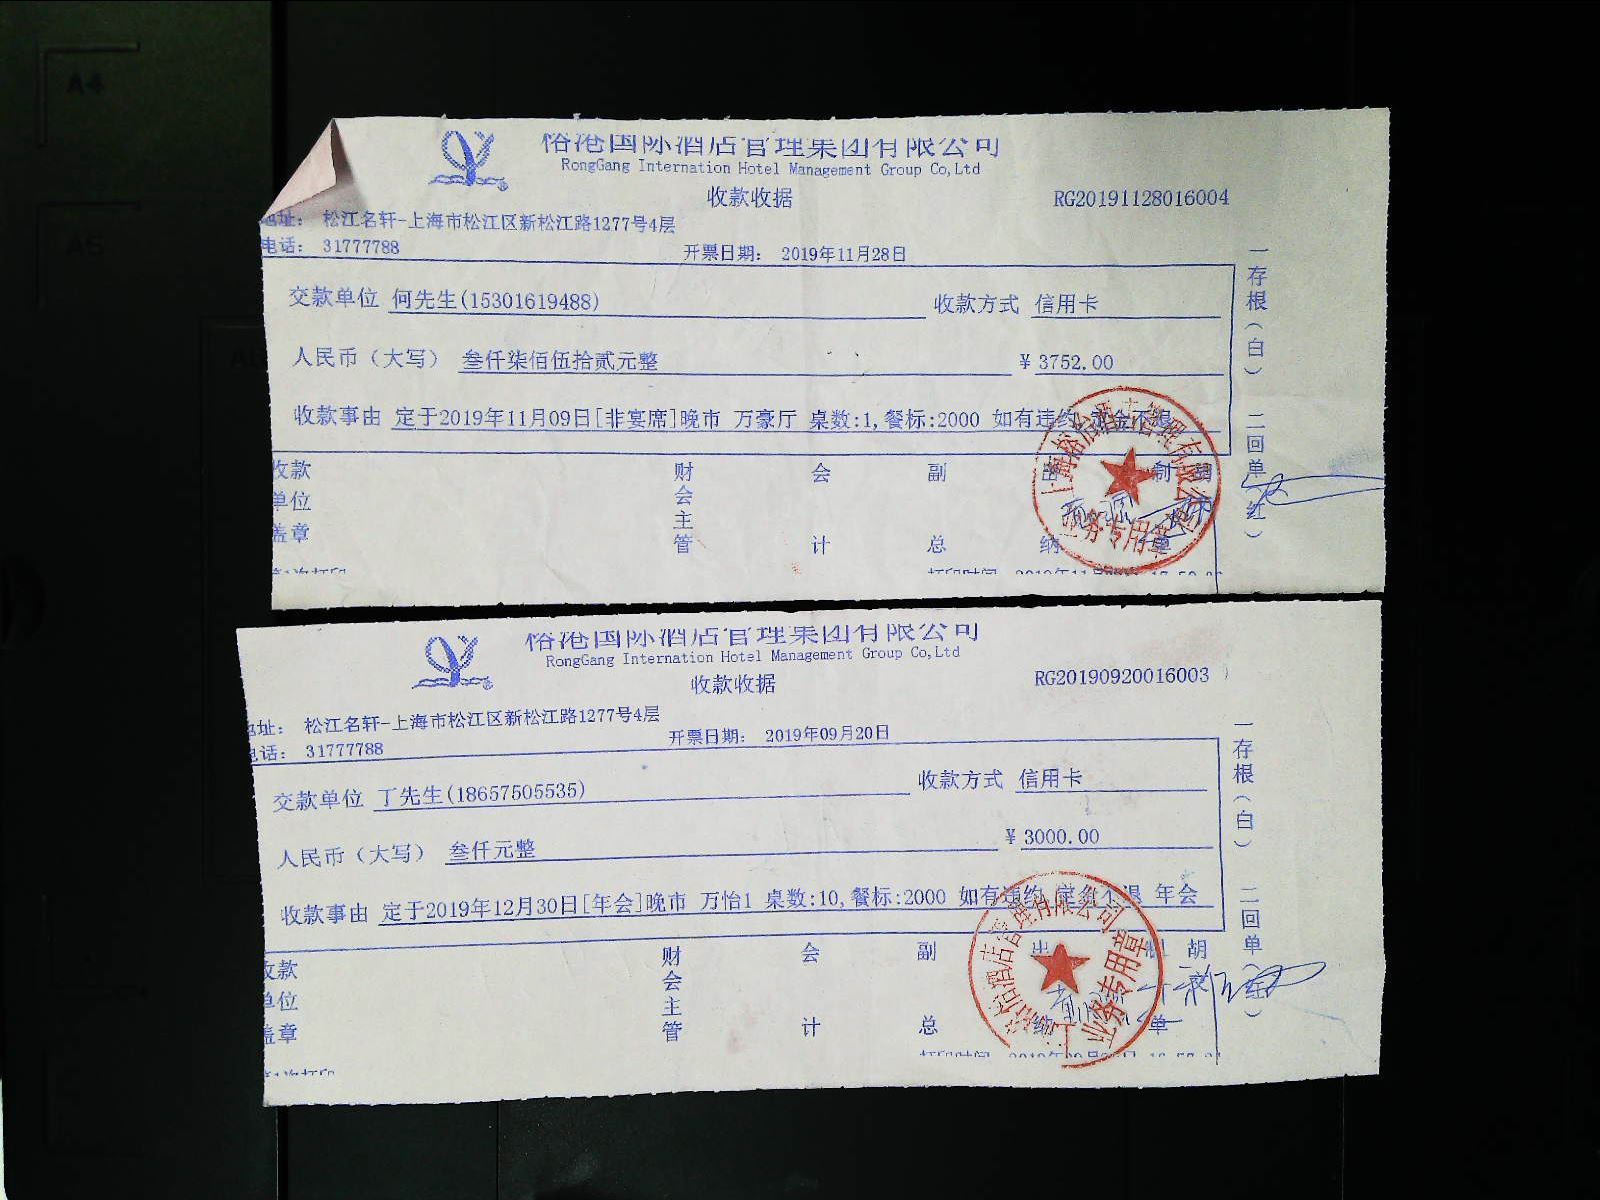 裕港国际酒店管理集团有限公司
RongGang Internation Hotel Management Group Co,Ltd
收款收据 RG20191128016004
地址： 松江名轩-上海市松江区新松江路1277号4层
电话： 31777788 开票日期： 2019年11月28日
交款单位 何先生(15301619488) 收款方式 信用卡
人民币（大写） 叁仟柒佰伍拾贰元整 ¥ 3752.00
收款事由 定于2019年11月09日[非宴席]晚市 万豪厅 桌数:1,餐标:2000 如有违约 定金不退
收款单位盖章 财会主管 会计 副总 出纳 制单 胡
一存根（白） 二回单（红）
业务专用章
裕港国际酒店管理集团有限公司
RongGang Internation Hotel Management Group Co,Ltd
收款收据 RG20190920016003
地址： 松江名轩-上海市松江区新松江路1277号4层
电话： 31777788 开票日期： 2019年09月20日
交款单位 丁先生(18657505535) 收款方式 信用卡
人民币（大写） 叁仟元整 ¥ 3000.00
收款事由 定于2019年12月30日[年会]晚市 万怡1 桌数:10,餐标:2000 如有违约 定金不退 年会
收款单位盖章 财会主管 会计 副总 出纳 制单 胡
一存根（白） 二回单（红）
业务专用章
A4
A5